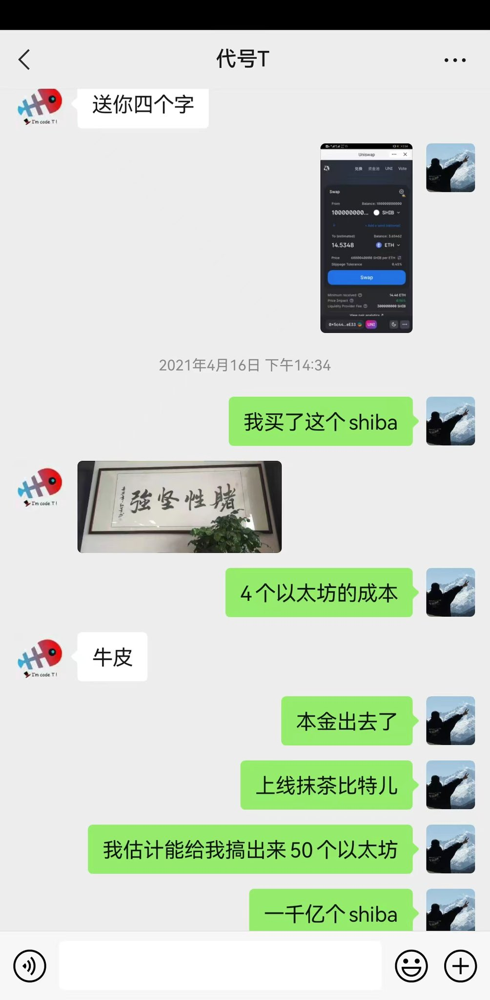 代号T
送你四个字
I'm code T!
Uniswap
兑换 资金池 UNI Vote
Swap
From Balance: 100000000000
100000000... SHIB
+ Add a send (optional)
To (estimated) Balance: 3.65462
14.5348 ETH
Price 6880040000 SHIB per ETH
Slippage Tolerance 0.45%
Swap
Minimum received 14.46 ETH
Price Impact 0.96%
Liquidity Provider Fee 300000000 SHIB
View pair analytics
0x5c44...eE33 UNI
2021年4月16日 下午14:34
我买了这个shiba
I'm code T!
強坚性賭
4个以太坊的成本
牛皮
I'm code T!
本金出去了
上线抹茶比特儿
我估计能给我搞出来50个以太坊
一千亿个shiba